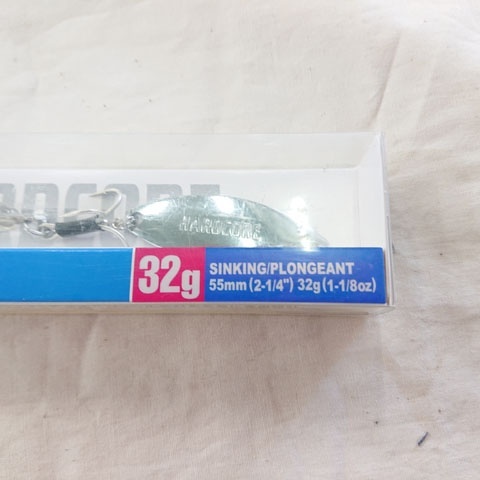 HARDCORE
32g
SINKING/PLONGEANT
55mm (2-1/4") 32g (1-1/8oz)